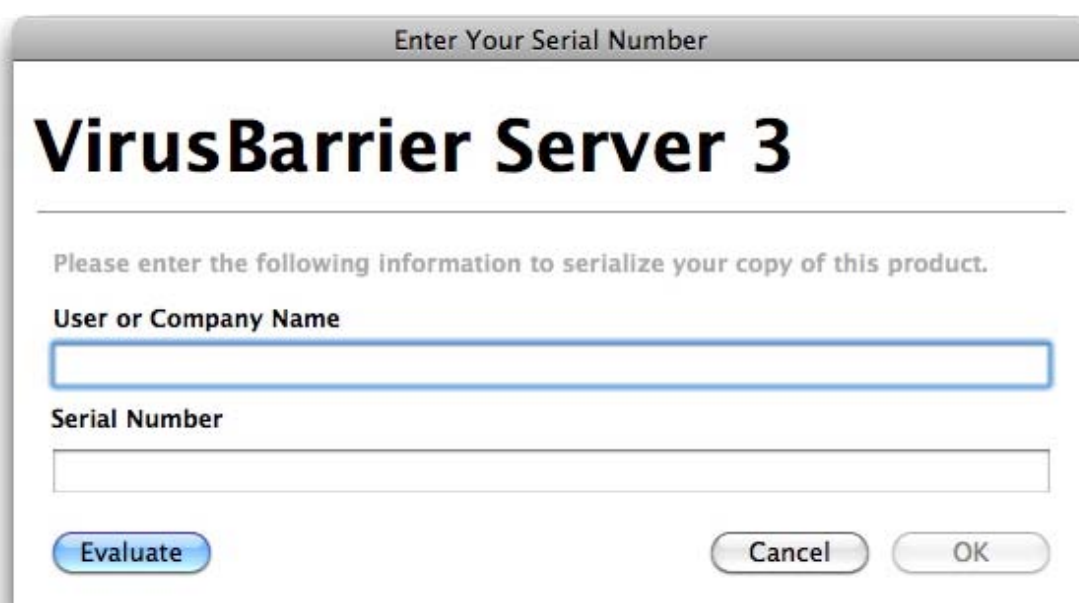 Enter Your Serial Number
VirusBarrier Server 3
Please enter the following information to serialize your copy of this product.
User or Company Name
Serial Number
Evaluate Cancel OK